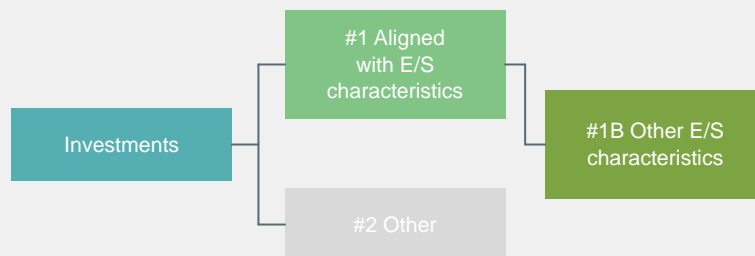 #1 Aligned
with E/S
characteristics
Investments
#1B Other E/S
characteristics
#2 Other